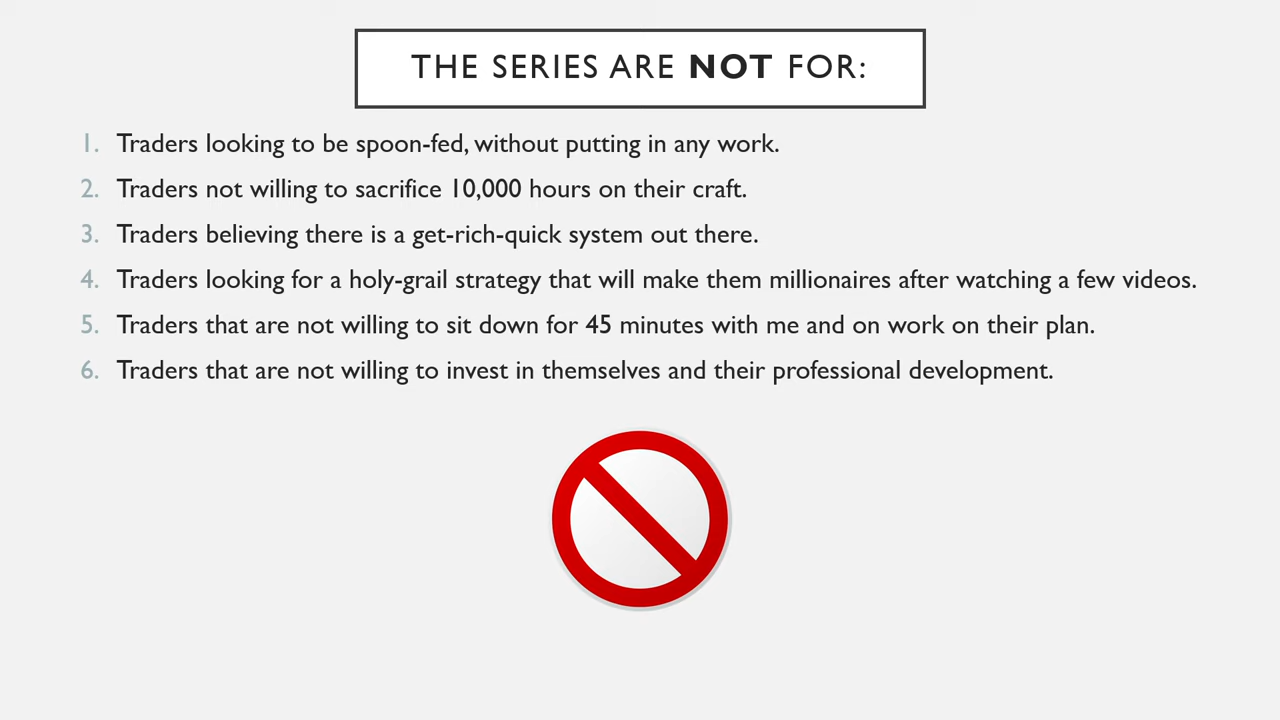 THE SERIES ARE NOT FOR:
1. Traders looking to be spoon-fed, without putting in any work.
2. Traders not willing to sacrifice 10,000 hours on their craft.
3. Traders believing there is a get-rich-quick system out there.
4. Traders looking for a holy-grail strategy that will make them millionaires after watching a few videos.
5. Traders that are not willing to sit down for 45 minutes with me and on work on their plan.
6. Traders that are not willing to invest in themselves and their professional development.